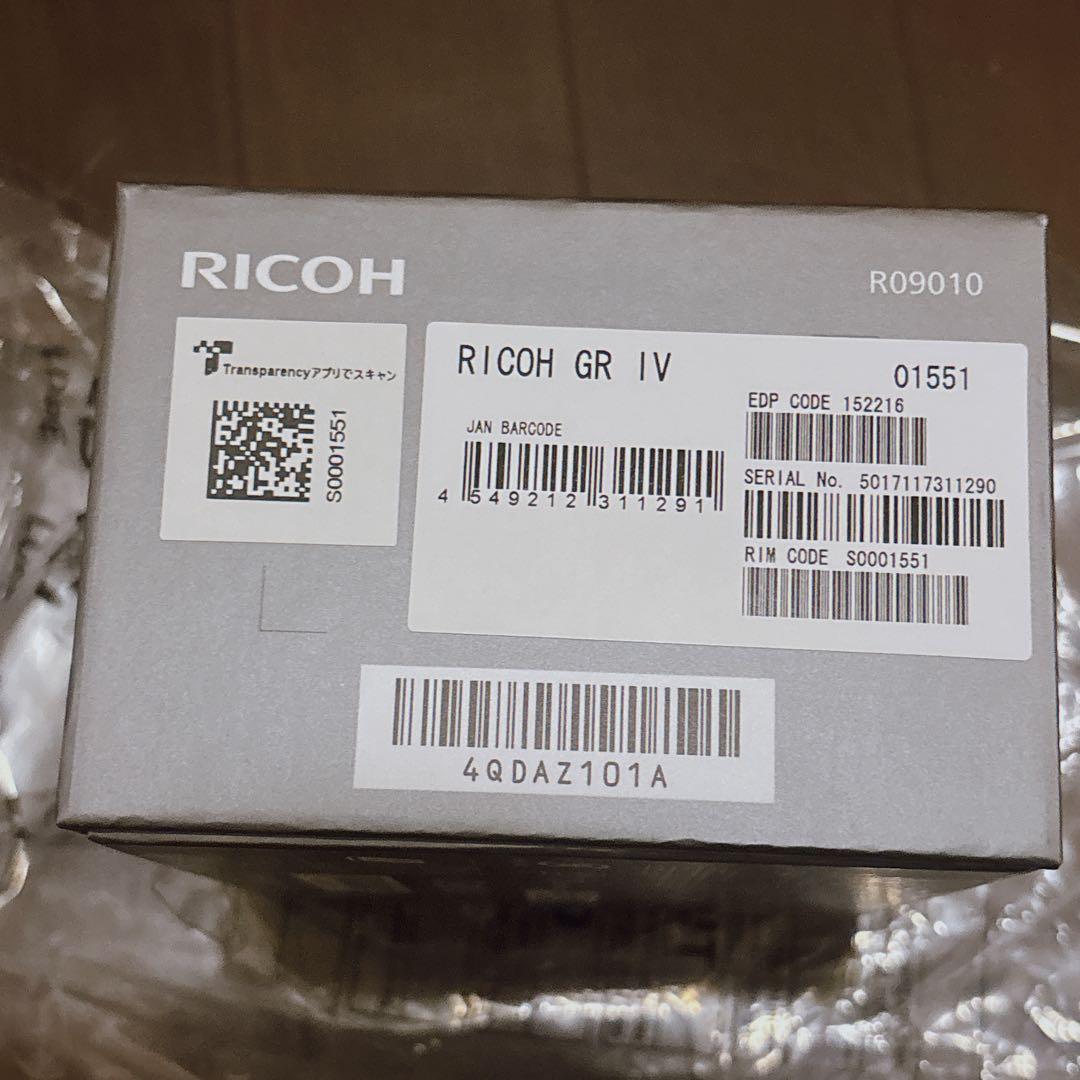 RICOH
R09010
Transparencyアプリでスキャン
S0001551
RICOH GR IV
01551
JAN BARCODE
4 549212 311291
EDP CODE 152216
SERIAL No. 5017117311290
RIM CODE S0001551
4QDAZ101A